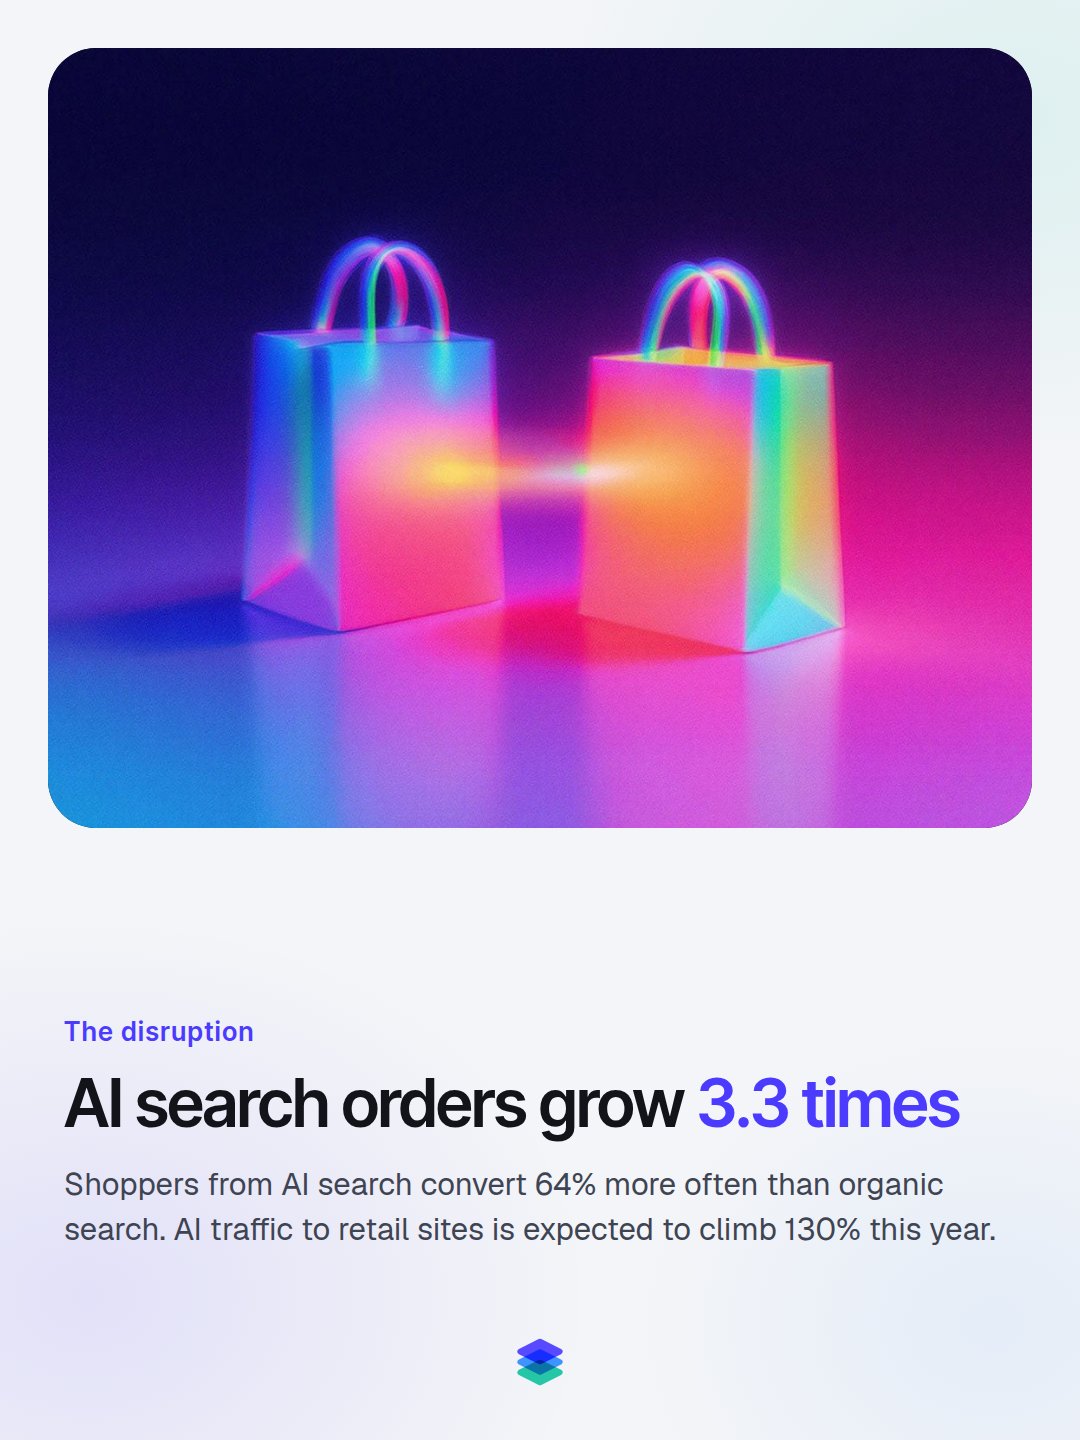 The disruption
AI search orders grow 3.3 times
Shoppers from AI search convert 64% more often than organic
search. AI traffic to retail sites is expected to climb 130% this year.